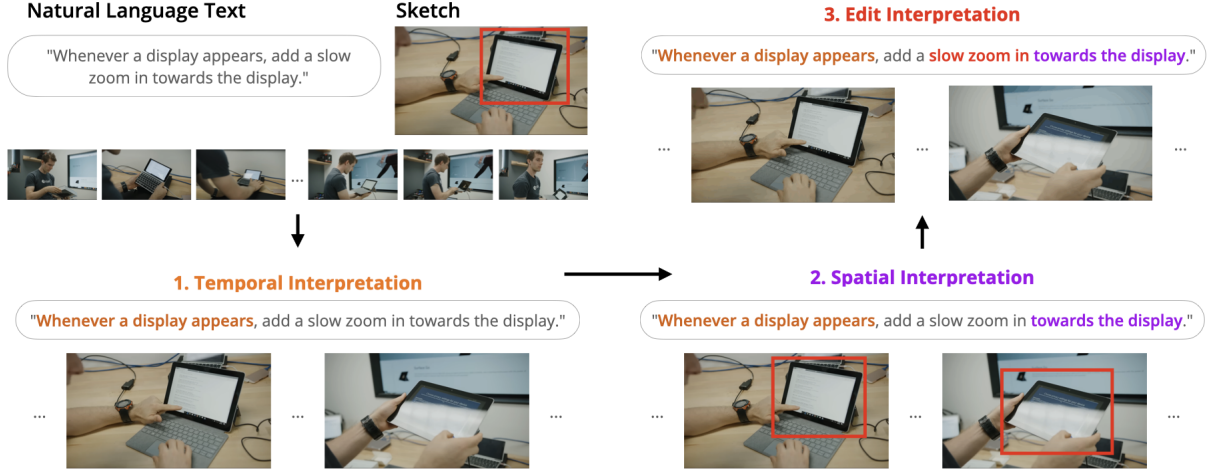 Natural Language Text
Sketch
"Whenever a display appears, add a slow
zoom in towards the display."
...
1. Temporal Interpretation
"Whenever a display appears, add a slow zoom in towards the display."
...
...
...
2. Spatial Interpretation
"Whenever a display appears, add a slow zoom in towards the display."
...
...
...
3. Edit Interpretation
"Whenever a display appears, add a slow zoom in towards the display."
...
...
...